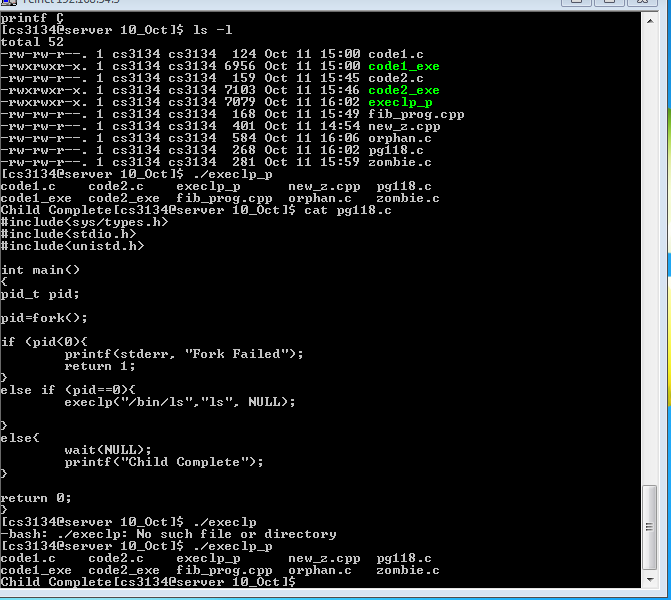 printf Ç
[cs3134@server 10_Oct]$ ls -l
total 52
-rw-rw-r--. 1 cs3134 cs3134  124 Oct 11 15:00 code1.c
-rwxrwxr-x. 1 cs3134 cs3134 6956 Oct 11 15:00 code1_exe
-rw-rw-r--. 1 cs3134 cs3134  159 Oct 11 15:45 code2.c
-rwxrwxr-x. 1 cs3134 cs3134 7103 Oct 11 15:46 code2_exe
-rwxrwxr-x. 1 cs3134 cs3134 7079 Oct 11 16:02 execlp_p
-rw-rw-r--. 1 cs3134 cs3134  168 Oct 11 15:49 fib_prog.cpp
-rw-rw-r--. 1 cs3134 cs3134  401 Oct 11 14:54 new_z.cpp
-rw-rw-r--. 1 cs3134 cs3134  584 Oct 11 16:06 orphan.c
-rw-rw-r--. 1 cs3134 cs3134  268 Oct 11 16:02 pg118.c
-rw-rw-r--. 1 cs3134 cs3134  281 Oct 11 15:59 zombie.c
[cs3134@server 10_Oct]$ ./execlp_p
code1.c    code2.c    execlp_p      new_z.cpp  pg118.c
code1_exe  code2_exe  fib_prog.cpp  orphan.c   zombie.c
Child Complete[cs3134@server 10_Oct]$ cat pg118.c
#include<sys/types.h>
#include<stdio.h>
#include<unistd.h>

int main()
{
pid_t pid;

pid=fork();

if (pid<0){
        printf(stderr, "Fork Failed");
        return 1;
}
else if (pid==0){
        execlp("/bin/ls","ls", NULL);

}
else{
        wait(NULL);
        printf("Child Complete");
}

return 0;
}
[cs3134@server 10_Oct]$ ./execlp
-bash: ./execlp: No such file or directory
[cs3134@server 10_Oct]$ ./execlp_p
code1.c    code2.c    execlp_p      new_z.cpp  pg118.c
code1_exe  code2_exe  fib_prog.cpp  orphan.c   zombie.c
Child Complete[cs3134@server 10_Oct]$